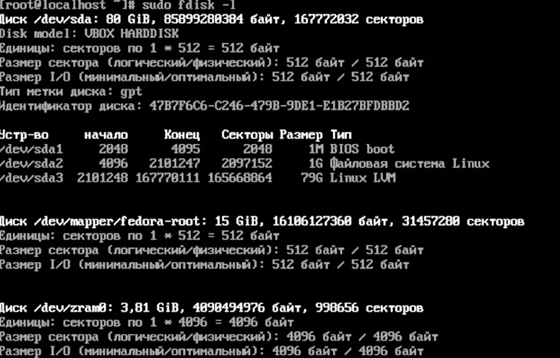 [root@localhost ~]# sudo fdisk -l
Диск /dev/sda: 80 GiB, 85899280384 байт, 167772032 секторов
Disk model: VBOX HARDDISK
Единицы: секторов по 1 * 512 = 512 байт
Размер сектора (логический/физический): 512 байт / 512 байт
Размер I/O (минимальный/оптимальный): 512 байт / 512 байт
Тип метки диска: gpt
Идентификатор диска: 47B7F6C6-C246-479B-9DE1-E1B27BFDBBD2
Устр-во начало Конец Секторы Размер Тип
/dev/sda1 2048 4095 2048 1M BIOS boot
/dev/sda2 4096 2101247 2097152 1G Файловая система Linux
/dev/sda3 2101248 167770111 165668864 79G Linux LVM
Диск /dev/mapper/fedora-root: 15 GiB, 16106127360 байт, 31457280 секторов
Единицы: секторов по 1 * 512 = 512 байт
Размер сектора (логический/физический): 512 байт / 512 байт
Размер I/O (минимальный/оптимальный): 512 байт / 512 байт
Диск /dev/zram0: 3,81 GiB, 4090494976 байт, 998656 секторов
Единицы: секторов по 1 * 4096 = 4096 байт
Размер сектора (логический/физический): 4096 байт / 4096 байт
Размер I/O (минимальный/оптимальный): 4096 байт / 4096 байт